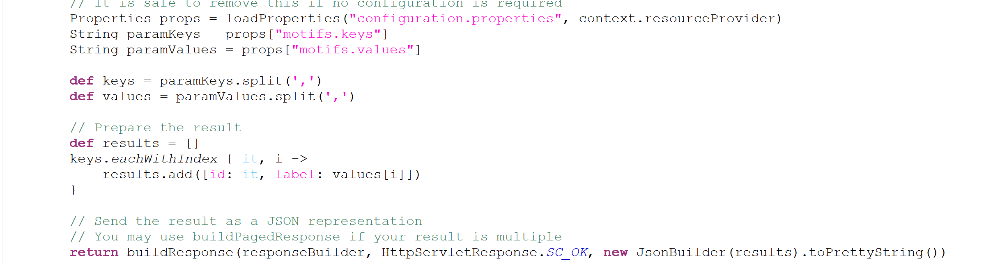 // It is safe to remove this if no configuration is required
Properties props = loadProperties("configuration.properties", context.resourceProvider)
String paramKeys = props["motifs.keys"]
String paramValues = props["motifs.values"]
def keys = paramKeys.split(',')
def values = paramValues.split(',')
// Prepare the result
def results = []
keys.eachWithIndex { it, i ->
results.add([id: it, label: values[i]])
}
// Send the result as a JSON representation
// You may use buildPagedResponse if your result is multiple
return buildResponse(responseBuilder, HttpServletResponse.SC_OK, new JsonBuilder(results).toPrettyString())